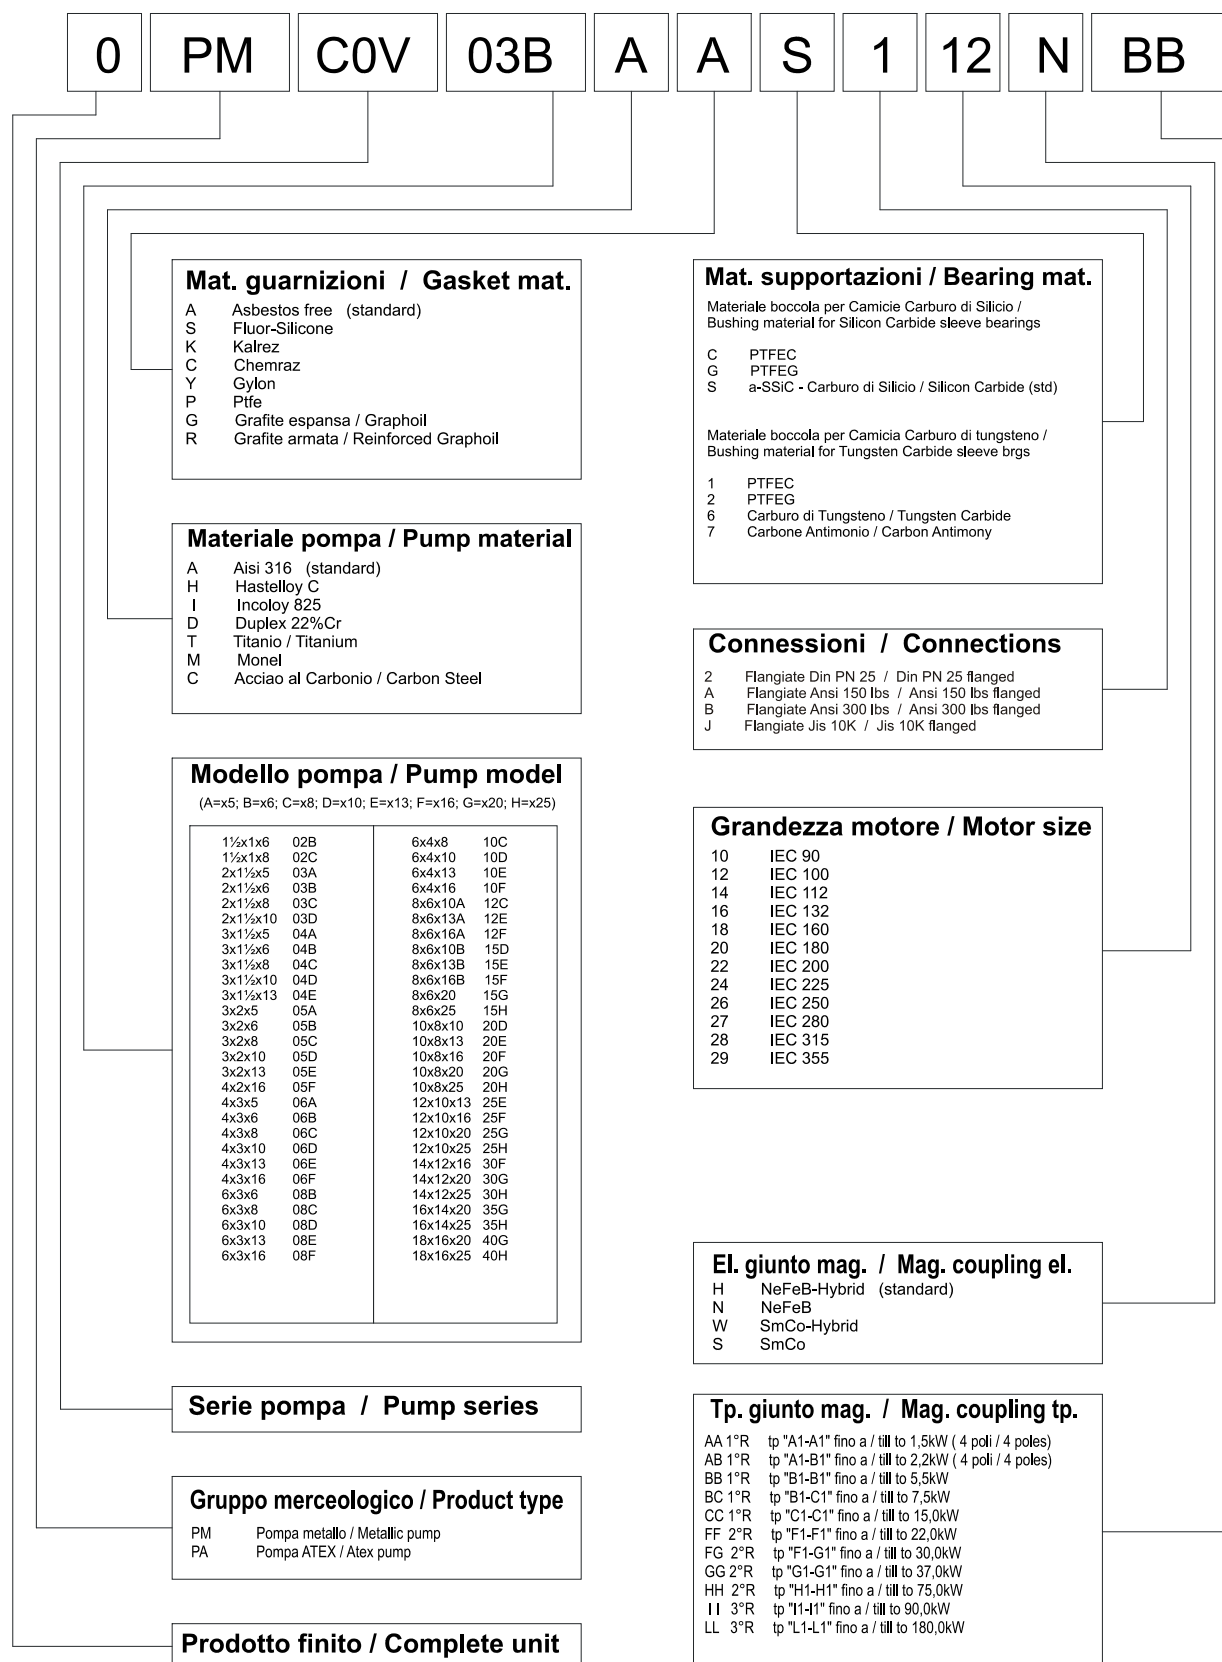 0 PM C0V 03B A A S 1 12 N BB
Mat. guarnizioni / Gasket mat.
A Asbestos free (standard)
S Fluor-Silicone
K Kalrez
C Chemraz
Y Gylon
P Ptfe
G Grafite espansa / Graphoil
R Grafite armata / Reinforced Graphoil
Materiale pompa / Pump material
A Aisi 316 (standard)
H Hastelloy C
I Incoloy 825
D Duplex 22%Cr
T Titanio / Titanium
M Monel
C Acciao al Carbonio / Carbon Steel
Modello pompa / Pump model
(A=x5; B=x6; C=x8; D=x10; E=x13; F=x16; G=x20; H=x25)
1½x1x6 02B
1½x1x8 02C
2x1½x5 03A
2x1½x6 03B
2x1½x8 03C
2x1½x10 03D
3x1½x5 04A
3x1½x6 04B
3x1½x8 04C
3x1½x10 04D
3x1½x13 04E
3x2x5 05A
3x2x6 05B
3x2x8 05C
3x2x10 05D
3x2x13 05E
4x2x16 05F
4x3x5 06A
4x3x6 06B
4x3x8 06C
4x3x10 06D
4x3x13 06E
4x3x16 06F
6x3x6 08B
6x3x8 08C
6x3x10 08D
6x3x13 08E
6x3x16 08F
6x4x8 10C
6x4x10 10D
6x4x13 10E
6x4x16 10F
8x6x10A 12C
8x6x13A 12E
8x6x16A 12F
8x6x10B 15D
8x6x13B 15E
8x6x16B 15F
8x6x20 15G
8x6x25 15H
10x8x10 20D
10x8x13 20E
10x8x16 20F
10x8x20 20G
10x8x25 20H
12x10x13 25E
12x10x16 25F
12x10x20 25G
12x10x25 25H
14x12x16 30F
14x12x20 30G
14x12x25 30H
16x14x20 35G
16x14x25 35H
18x16x20 40G
18x16x25 40H
Serie pompa / Pump series
Gruppo merceologico / Product type
PM Pompa metallo / Metallic pump
PA Pompa ATEX / Atex pump
Prodotto finito / Complete unit
Mat. supportazioni / Bearing mat.
Materiale boccola per Camicie Carburo di Silicio /
Bushing material for Silicon Carbide sleeve bearings
C PTFEC
G PTFEG
S a-SSiC - Carburo di Silicio / Silicon Carbide (std)
Materiale boccola per Camicia Carburo di tungsteno /
Bushing material for Tungsten Carbide sleeve brgs
1 PTFEC
2 PTFEG
6 Carburo di Tungsteno / Tungsten Carbide
7 Carbone Antimonio / Carbon Antimony
Connessioni / Connections
2 Flangiate Din PN 25 / Din PN 25 flanged
A Flangiate Ansi 150 lbs / Ansi 150 lbs flanged
B Flangiate Ansi 300 lbs / Ansi 300 lbs flanged
J Flangiate Jis 10K / Jis 10K flanged
Grandezza motore / Motor size
10 IEC 90
12 IEC 100
14 IEC 112
16 IEC 132
18 IEC 160
20 IEC 180
22 IEC 200
24 IEC 225
26 IEC 250
27 IEC 280
28 IEC 315
29 IEC 355
El. giunto mag. / Mag. coupling el.
H NeFeB-Hybrid (standard)
N NeFeB
W SmCo-Hybrid
S SmCo
Tp. giunto mag. / Mag. coupling tp.
AA 1°R tp "A1-A1" fino a / till to 1,5kW ( 4 poli / 4 poles)
AB 1°R tp "A1-B1" fino a / till to 2,2kW ( 4 poli / 4 poles)
BB 1°R tp "B1-B1" fino a / till to 5,5kW
BC 1°R tp "B1-C1" fino a / till to 7,5kW
CC 1°R tp "C1-C1" fino a / till to 15,0kW
FF 2°R tp "F1-F1" fino a / till to 22,0kW
FG 2°R tp "F1-G1" fino a / till to 30,0kW
GG 2°R tp "G1-G1" fino a / till to 37,0kW
HH 2°R tp "H1-H1" fino a / till to 75,0kW
I I 3°R tp "I1-I1" fino a / till to 90,0kW
LL 3°R tp "L1-L1" fino a / till to 180,0kW